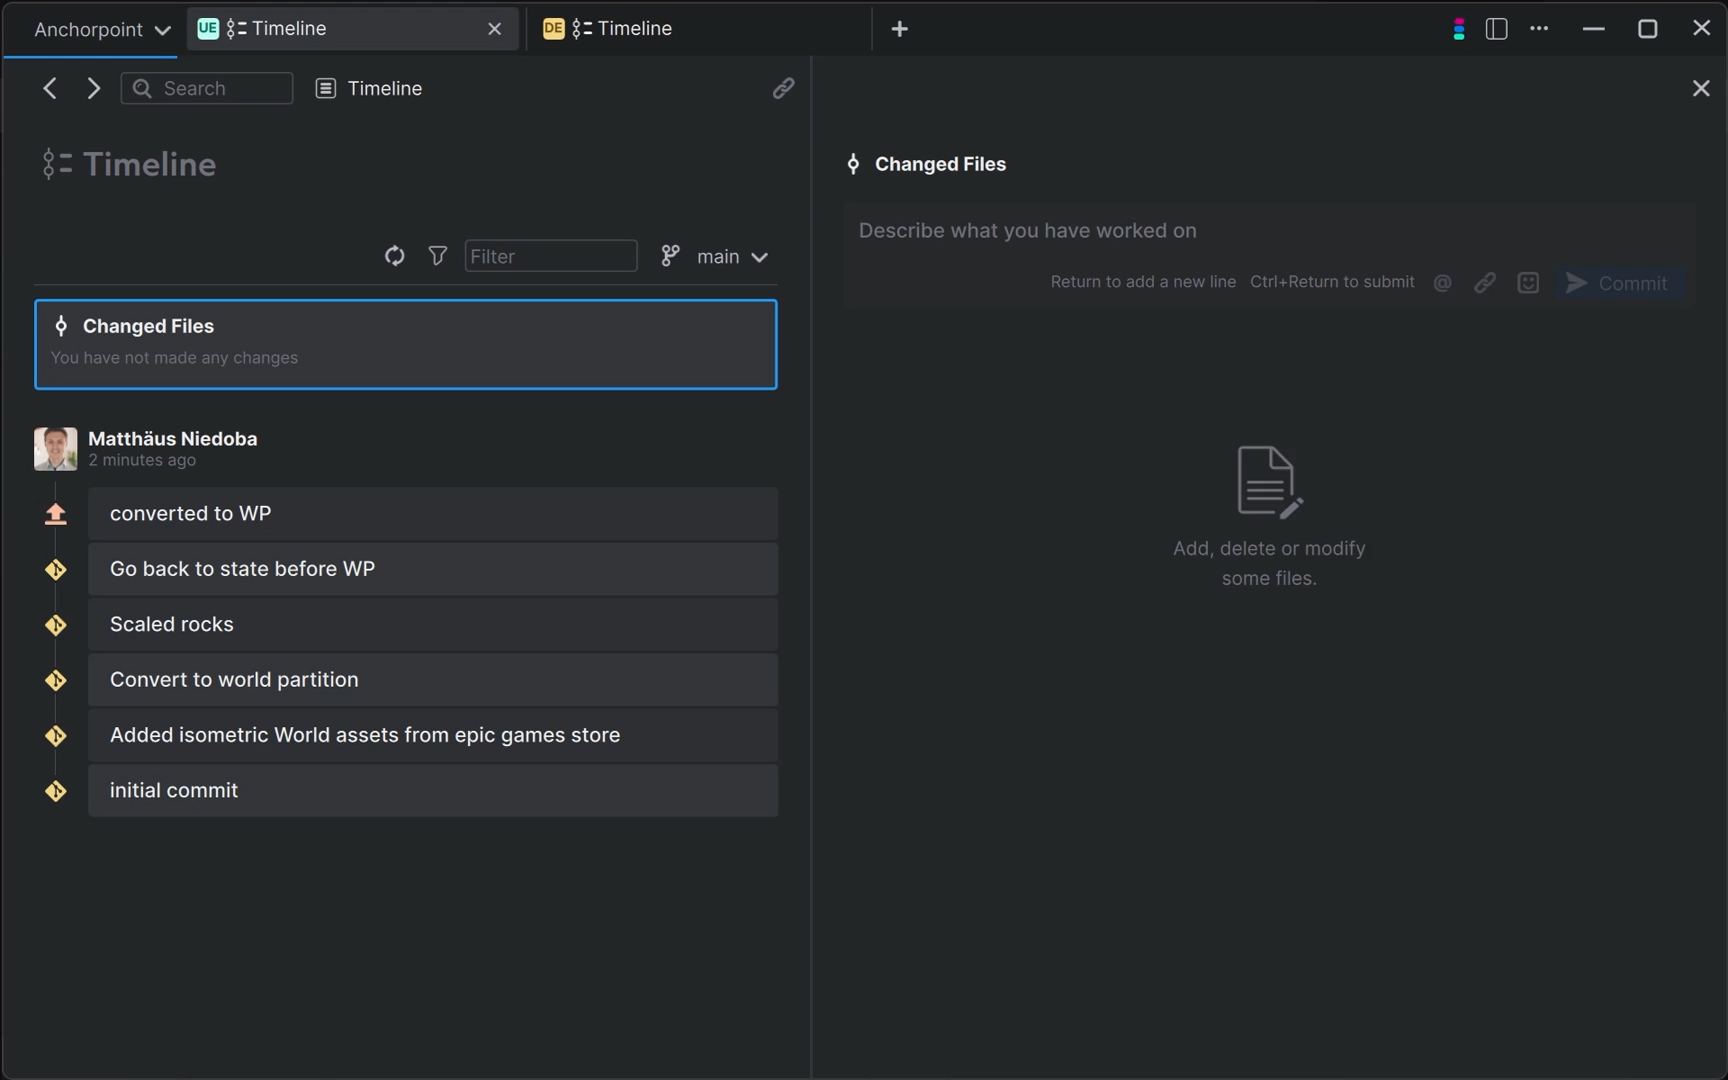 Anchorpoint
UE Timeline
DE Timeline
Search
Timeline
Timeline
Filter
main
Changed Files
You have not made any changes
Matthäus Niedoba
2 minutes ago
converted to WP
Go back to state before WP
Scaled rocks
Convert to world partition
Added isometric World assets from epic games store
initial commit
Changed Files
Describe what you have worked on
Return to add a new line Ctrl+Return to submit @ Commit
Add, delete or modify
some files.